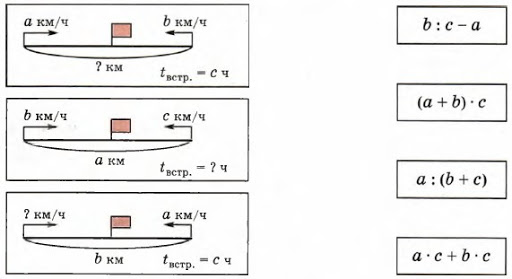 a км/ч b км/ч
? км
tвстр. = c ч
b км/ч c км/ч
a км
tвстр. = ? ч
? км/ч a км/ч
b км
tвстр. = c ч
b : c – a
(a + b) · c
a : (b + c)
a · c + b · c